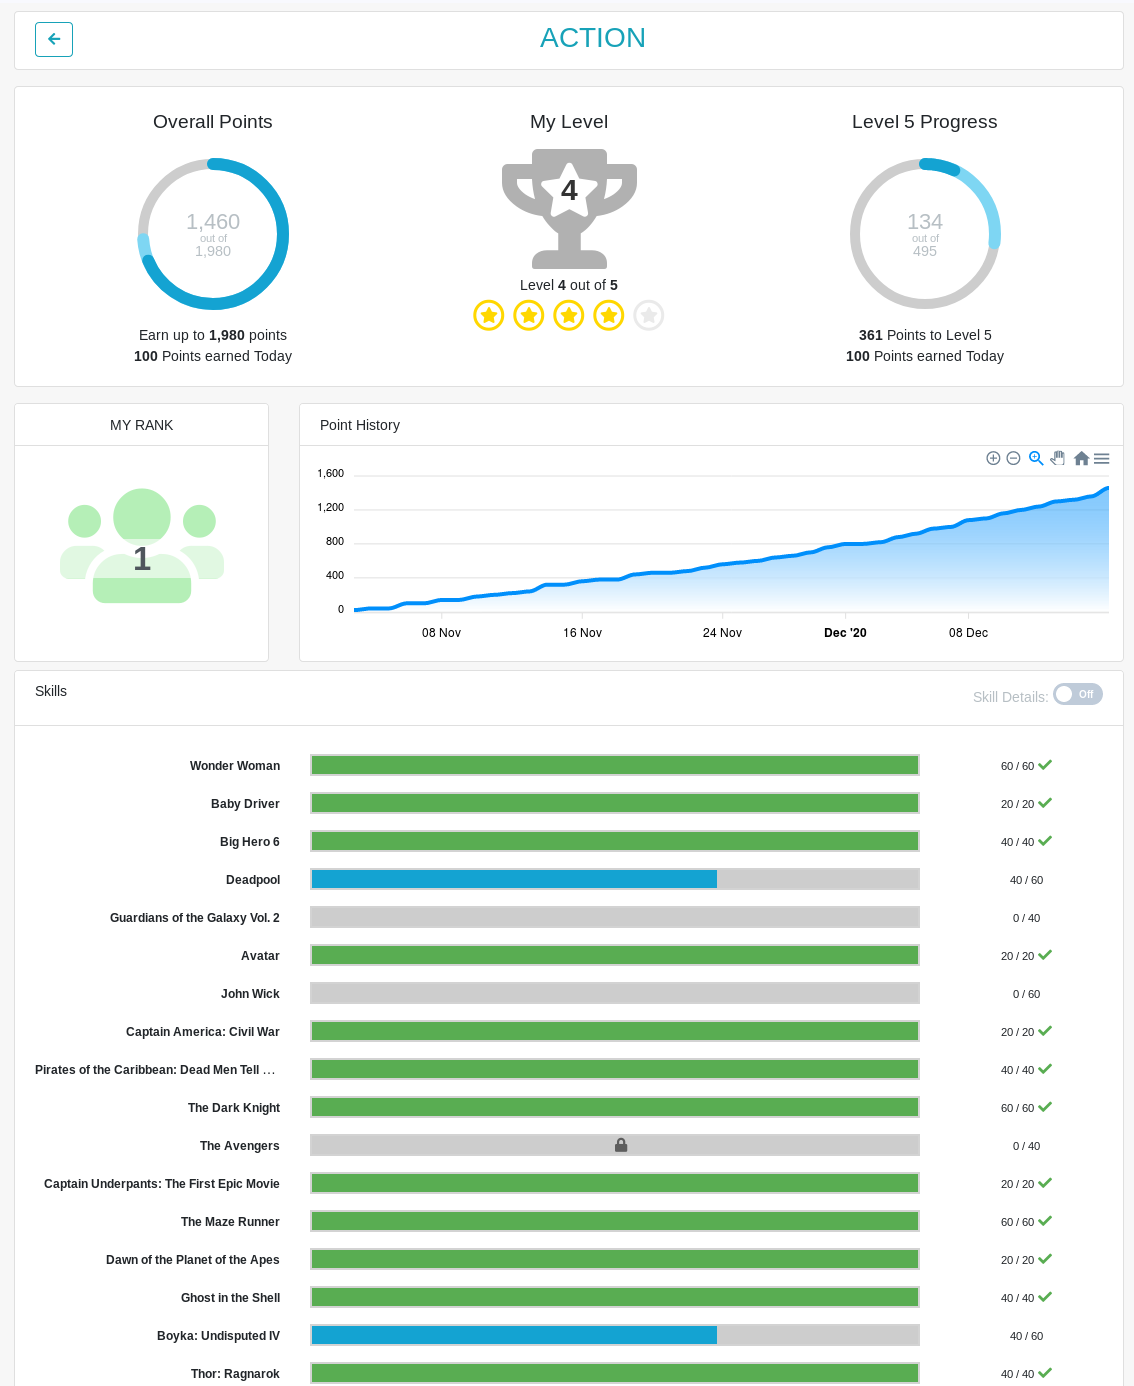 ACTION
Overall Points
1,460
out of
1,980
Earn up to 1,980 points
100 Points earned Today
My Level
4
Level 4 out of 5
Level 5 Progress
134
out of
495
361 Points to Level 5
100 Points earned Today
MY RANK
1
Point History
1,600
1,200
800
400
0
08 Nov
16 Nov
24 Nov
Dec '20
08 Dec
Skills
Skill Details: Off
Wonder Woman 60 / 60
Baby Driver 20 / 20
Big Hero 6 40 / 40
Deadpool 40 / 60
Guardians of the Galaxy Vol. 2 0 / 40
Avatar 20 / 20
John Wick 0 / 60
Captain America: Civil War 20 / 20
Pirates of the Caribbean: Dead Men Tell … 40 / 40
The Dark Knight 60 / 60
The Avengers 0 / 40
Captain Underpants: The First Epic Movie 20 / 20
The Maze Runner 60 / 60
Dawn of the Planet of the Apes 20 / 20
Ghost in the Shell 40 / 40
Boyka: Undisputed IV 40 / 60
Thor: Ragnarok 40 / 40